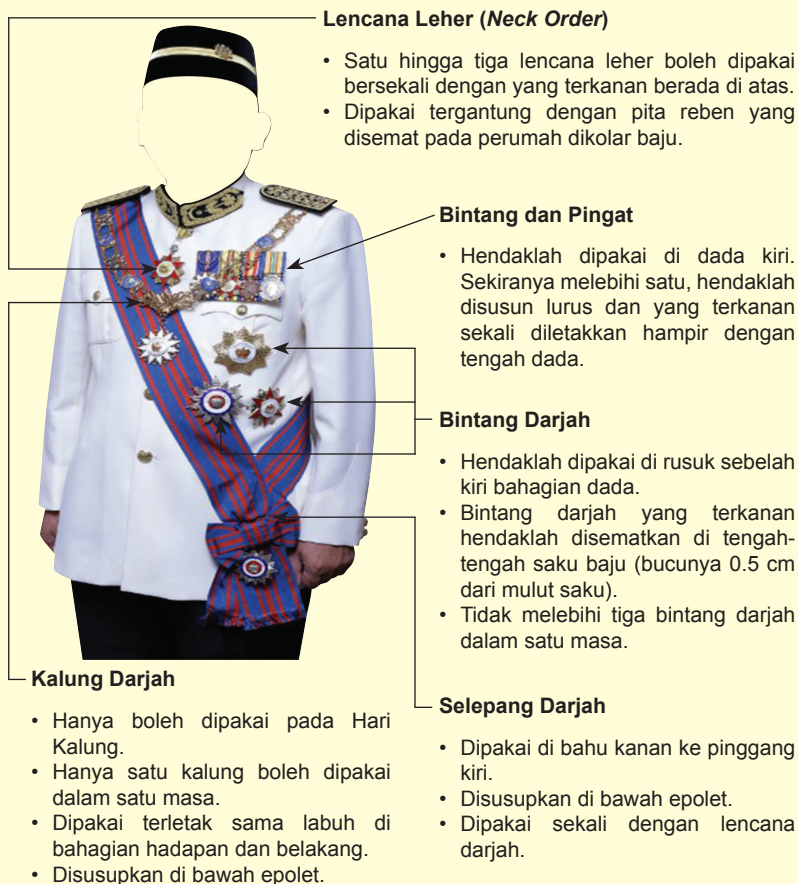 Lencana Leher (Neck Order)
• Satu hingga tiga lencana leher boleh dipakai
bersekali dengan yang terkanan berada di atas.
• Dipakai tergantung dengan pita reben yang
disemat pada perumah dikolar baju.
Bintang dan Pingat
• Hendaklah dipakai di dada kiri.
Sekiranya melebihi satu, hendaklah
disusun lurus dan yang terkanan
sekali diletakkan hampir dengan
tengah dada.
Bintang Darjah
• Hendaklah dipakai di rusuk sebelah
kiri bahagian dada.
• Bintang darjah yang terkanan
hendaklah disematkan di tengah-
tengah saku baju (bucunya 0.5 cm
dari mulut saku).
• Tidak melebihi tiga bintang darjah
dalam satu masa.
Kalung Darjah
• Hanya boleh dipakai pada Hari
Kalung.
• Hanya satu kalung boleh dipakai
dalam satu masa.
• Dipakai terletak sama labuh di
bahagian hadapan dan belakang.
• Disusupkan di bawah epolet.
Selepang Darjah
• Dipakai di bahu kanan ke pinggang
kiri.
• Disusupkan di bawah epolet.
• Dipakai sekali dengan lencana
darjah.